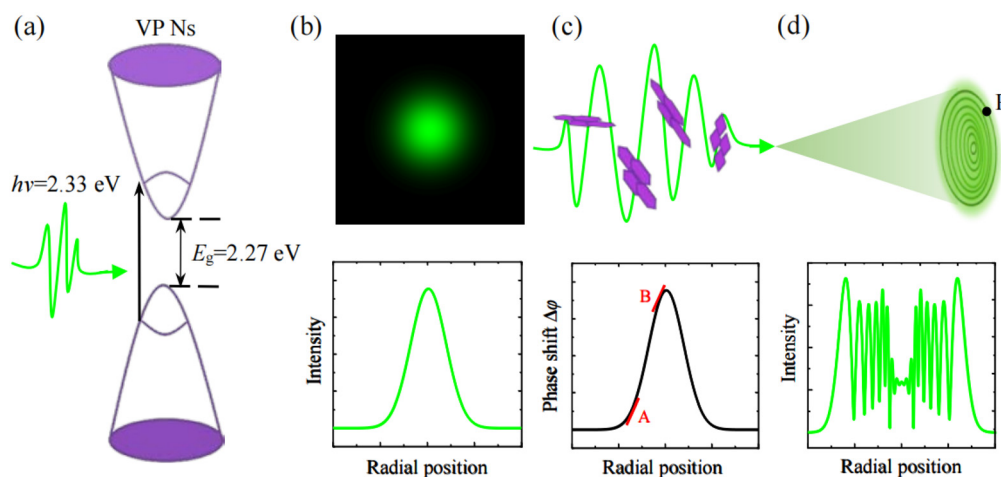 (a)
VP Ns
hν=2.33 eV
Eg=2.27 eV
(b)
Intensity
Radial position
(c)
Phase shift Δφ
B
A
Radial position
(d)
Intensity
Radial position